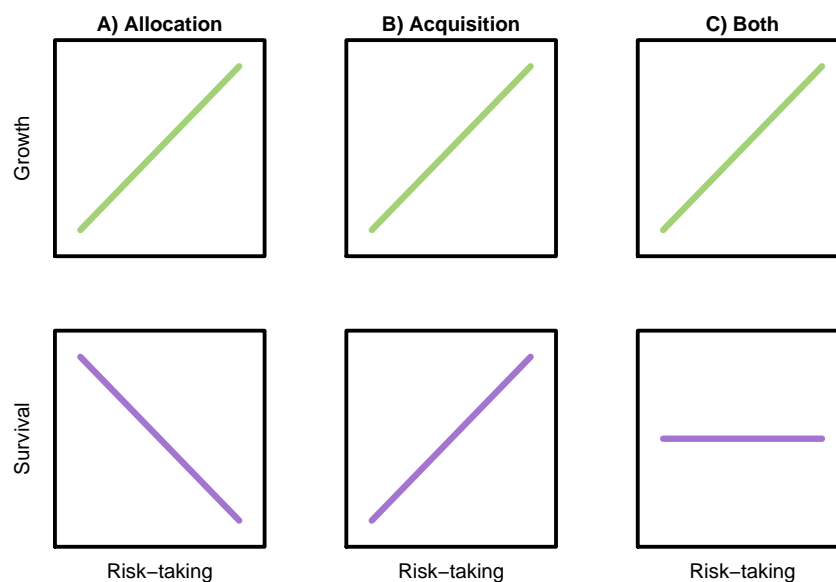 A) Allocation
B) Acquisition
C) Both
Growth
Survival
Risk−taking
Risk−taking
Risk−taking